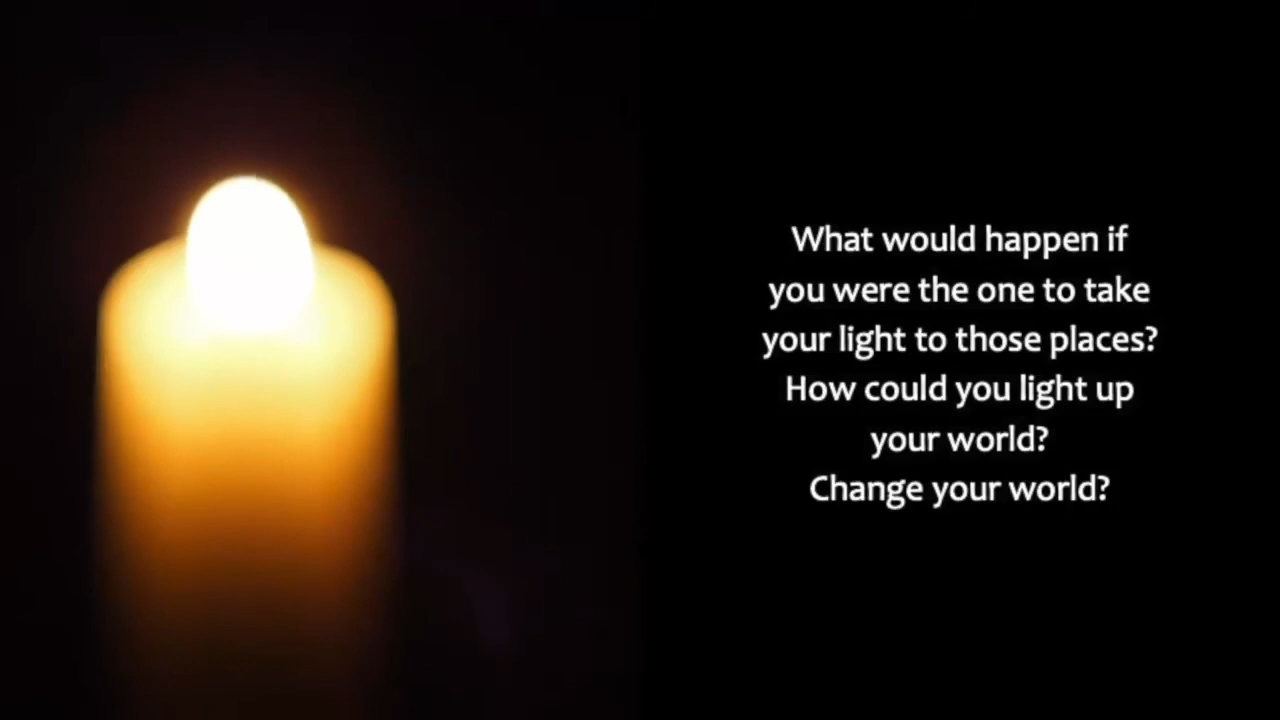 What would happen if
you were the one to take
your light to those places?
How could you light up
your world?
Change your world?